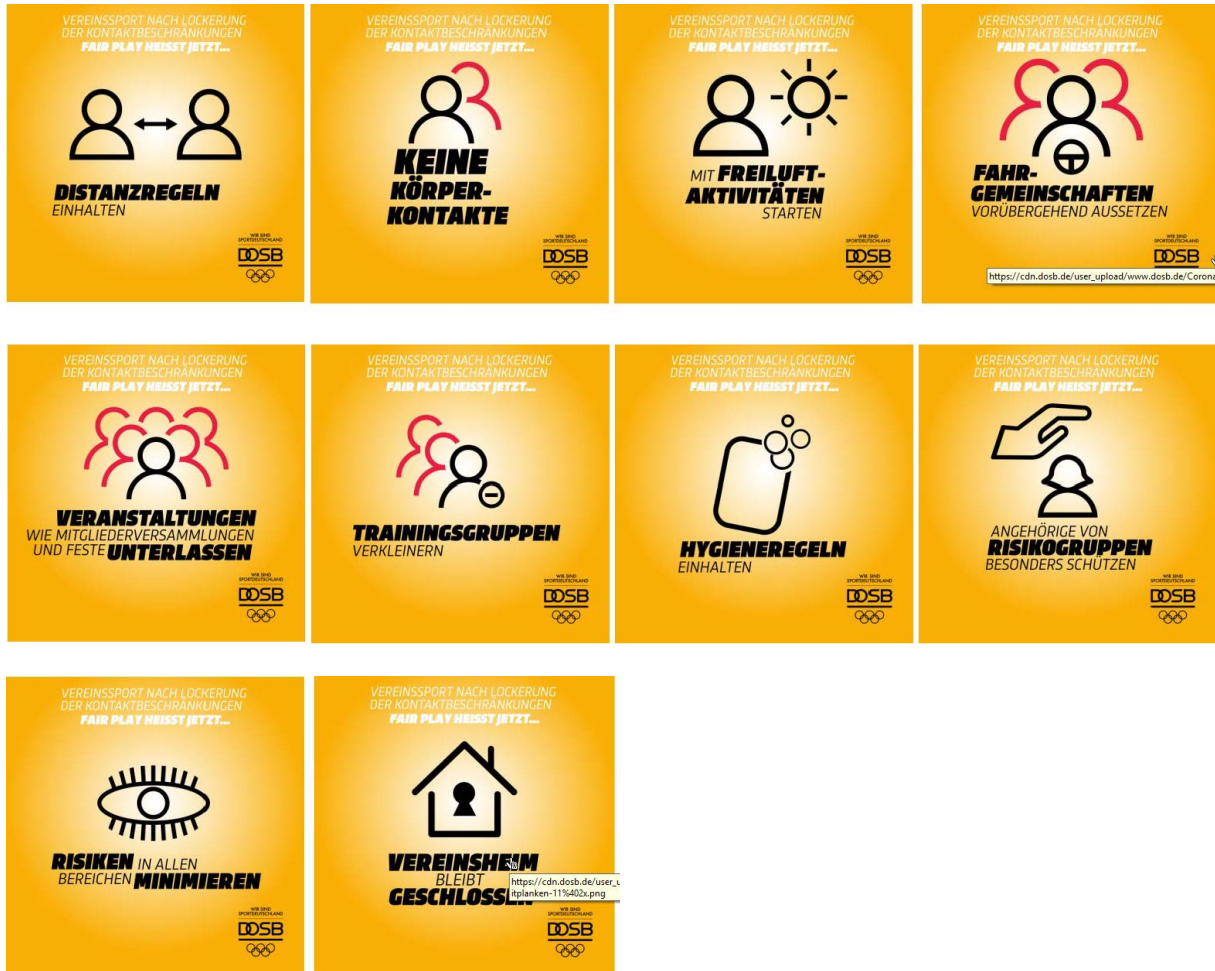 VEREINSSPORT NACH LOCKERUNG
DER KONTAKTBESCHRÄNKUNGEN
FAIR PLAY HEISST JETZT...
DISTANZREGELN
EINHALTEN
WIR SIND
SPORTDEUTSCHLAND
DOSB
VEREINSSPORT NACH LOCKERUNG
DER KONTAKTBESCHRÄNKUNGEN
FAIR PLAY HEISST JETZT...
KEINE
KÖRPER-
KONTAKTE
WIR SIND
SPORTDEUTSCHLAND
DOSB
VEREINSSPORT NACH LOCKERUNG
DER KONTAKTBESCHRÄNKUNGEN
FAIR PLAY HEISST JETZT...
MIT FREILUFT-
AKTIVITÄTEN
STARTEN
WIR SIND
SPORTDEUTSCHLAND
DOSB
VEREINSSPORT NACH LOCKERUNG
DER KONTAKTBESCHRÄNKUNGEN
FAIR PLAY HEISST JETZT...
FAHR-
GEMEINSCHAFTEN
VORÜBERGEHEND AUSSETZEN
WIR SIND
SPORTDEUTSCHLAND
DOSB
https://cdn.dosb.de/user_upload/www.dosb.de/Corona
VEREINSSPORT NACH LOCKERUNG
DER KONTAKTBESCHRÄNKUNGEN
FAIR PLAY HEISST JETZT...
VERANSTALTUNGEN
WIE MITGLIEDERVERSAMMLUNGEN
UND FESTE UNTERLASSEN
WIR SIND
SPORTDEUTSCHLAND
DOSB
VEREINSSPORT NACH LOCKERUNG
DER KONTAKTBESCHRÄNKUNGEN
FAIR PLAY HEISST JETZT...
TRAININGSGRUPPEN
VERKLEINERN
WIR SIND
SPORTDEUTSCHLAND
DOSB
VEREINSSPORT NACH LOCKERUNG
DER KONTAKTBESCHRÄNKUNGEN
FAIR PLAY HEISST JETZT...
HYGIENEREGELN
EINHALTEN
WIR SIND
SPORTDEUTSCHLAND
DOSB
VEREINSSPORT NACH LOCKERUNG
DER KONTAKTBESCHRÄNKUNGEN
FAIR PLAY HEISST JETZT...
ANGEHÖRIGE VON
RISIKOGRUPPEN
BESONDERS SCHÜTZEN
WIR SIND
SPORTDEUTSCHLAND
DOSB
VEREINSSPORT NACH LOCKERUNG
DER KONTAKTBESCHRÄNKUNGEN
FAIR PLAY HEISST JETZT...
RISIKEN IN ALLEN
BEREICHEN MINIMIEREN
WIR SIND
SPORTDEUTSCHLAND
DOSB
VEREINSSPORT NACH LOCKERUNG
DER KONTAKTBESCHRÄNKUNGEN
FAIR PLAY HEISST JETZT...
VEREINSHEIM
BLEIBT
GESCHLOSSEN
https://cdn.dosb.de/user_u
itplanken-11%402x.png
WIR SIND
SPORTDEUTSCHLAND
DOSB